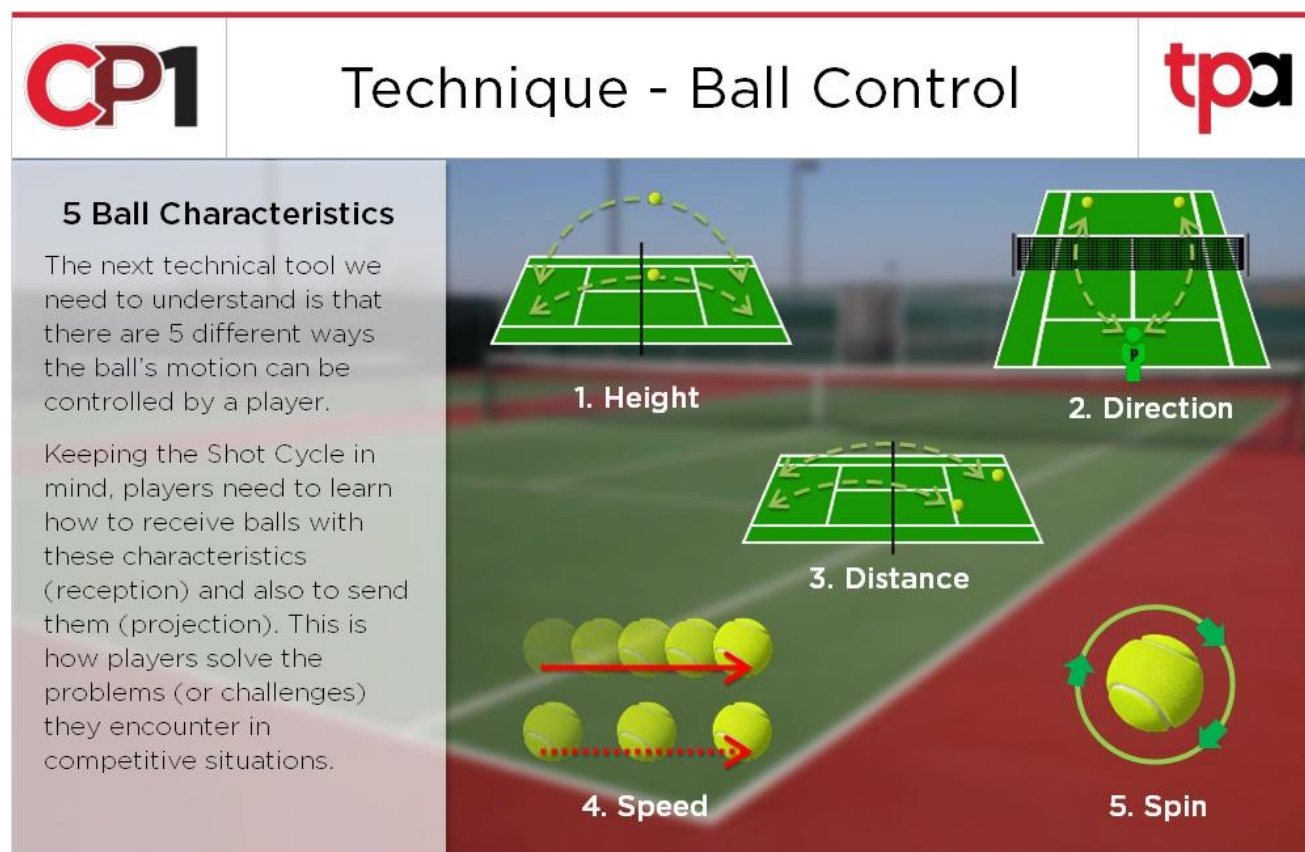 CP1
Technique - Ball Control
tpa
5 Ball Characteristics
The next technical tool we
need to understand is that
there are 5 different ways
the ball's motion can be
controlled by a player.
Keeping the Shot Cycle in
mind, players need to learn
how to receive balls with
these characteristics
(reception) and also to send
them (projection). This is
how players solve the
problems (or challenges)
they encounter in
competitive situations.
1. Height
P
2. Direction
3. Distance
4. Speed
5. Spin